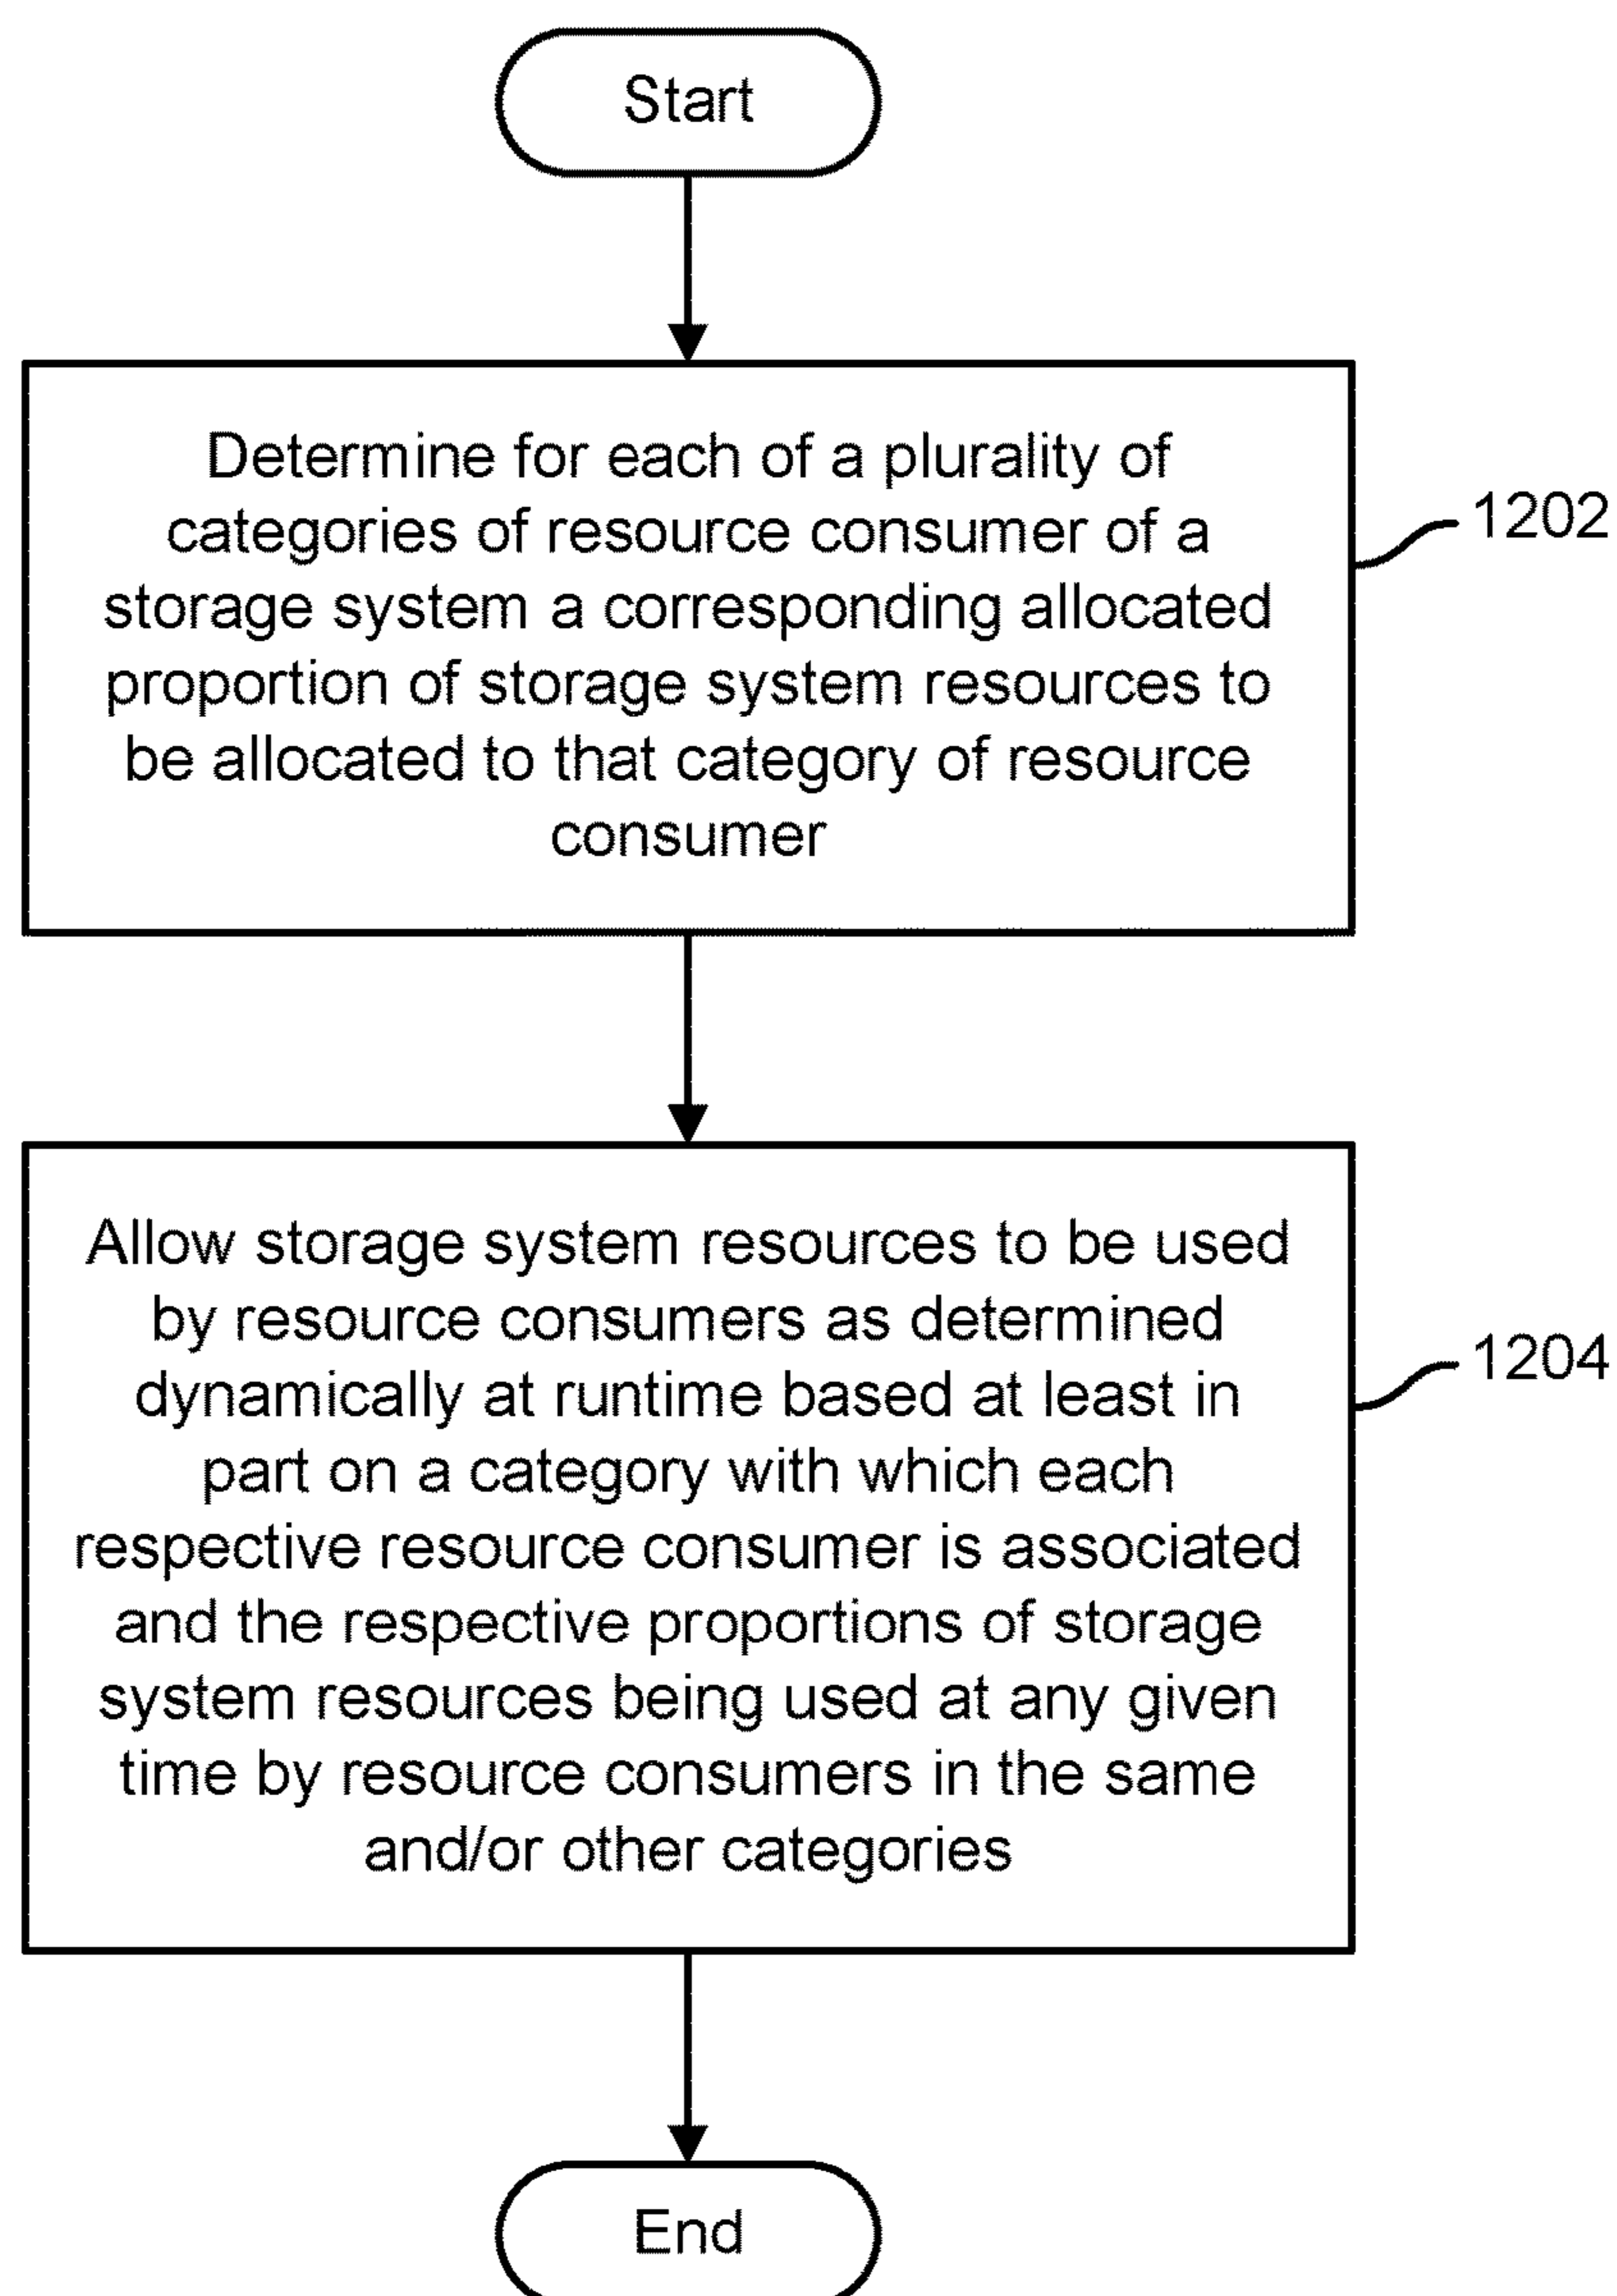 Start
Determine for each of a plurality of
categories of resource consumer of a
storage system a corresponding allocated
proportion of storage system resources to
be allocated to that category of resource
consumer
1202
Allow storage system resources to be used
by resource consumers as determined
dynamically at runtime based at least in
part on a category with which each
respective resource consumer is associated
and the respective proportions of storage
system resources being used at any given
time by resource consumers in the same
and/or other categories
1204
End